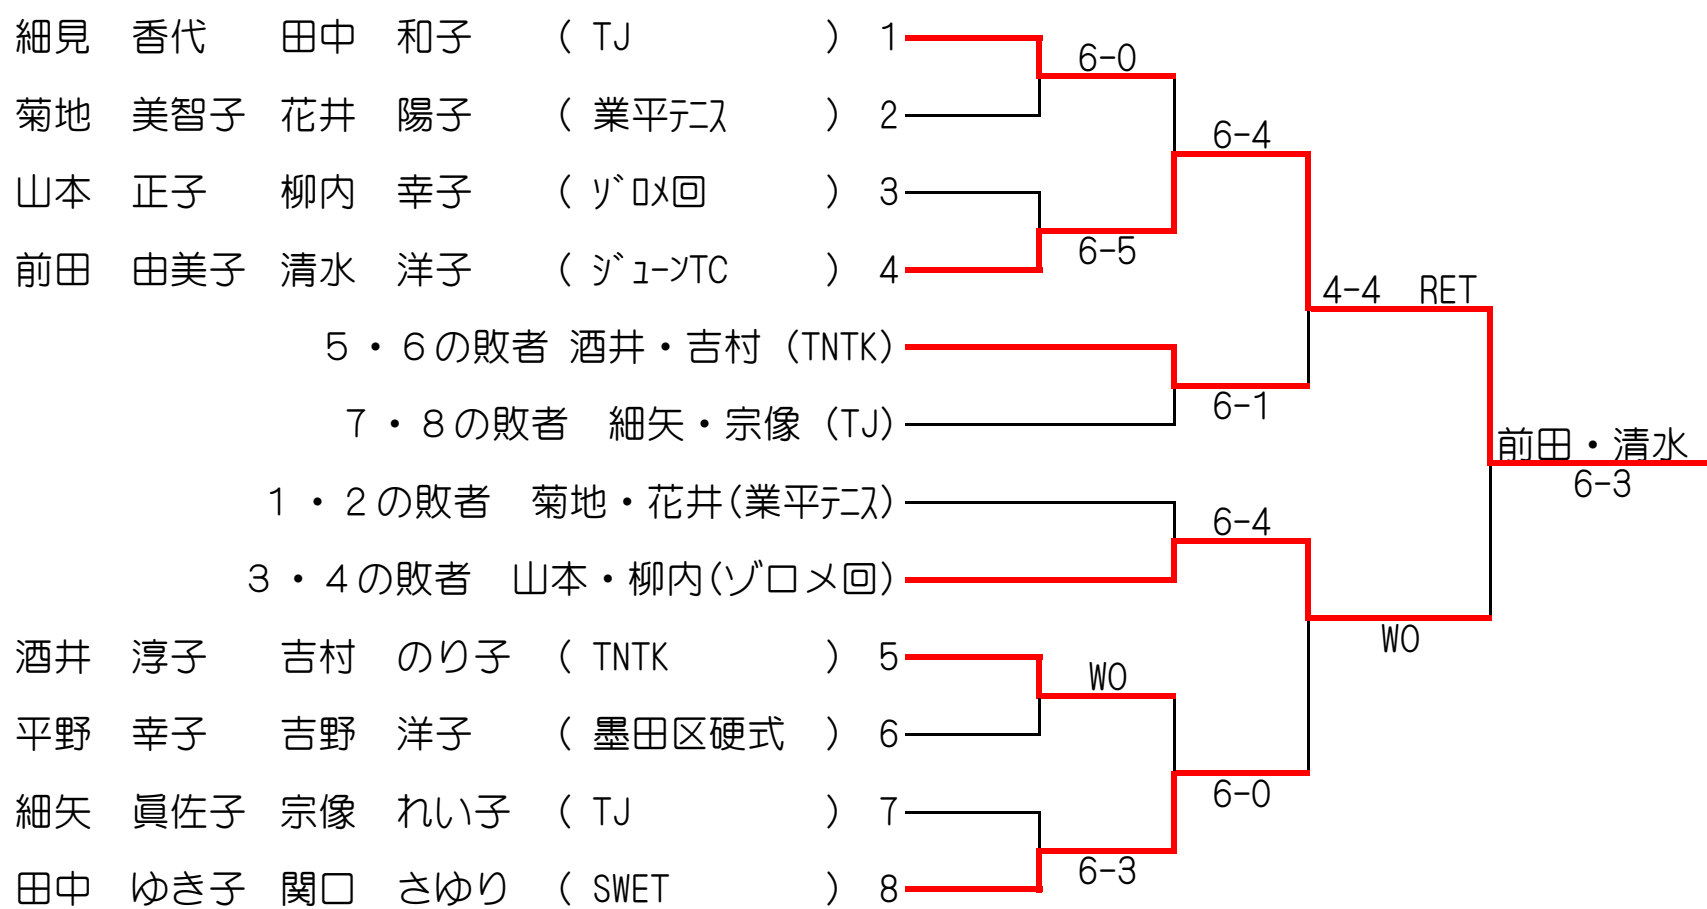 細見 香代 田中 和子 ( TJ ) 1
6-0
菊地 美智子 花井 陽子 ( 業平ﾃﾆｽ ) 2
6-4
山本 正子 柳内 幸子 ( ｿﾞﾛﾒ回 ) 3
6-5
前田 由美子 清水 洋子 ( ｼﾞｭｰﾝTC ) 4
4-4 RET
５・６の敗者 酒井・吉村 (TNTK)
6-1
７・８の敗者 細矢・宗像 (TJ)
前田・清水
6-3
１・２の敗者 菊地・花井(業平ﾃﾆｽ)
6-4
３・４の敗者 山本・柳内(ゾロメ回)
WO
酒井 淳子 吉村 のり子 ( TNTK ) 5
WO
平野 幸子 吉野 洋子 ( 墨田区硬式 ) 6
6-0
細矢 眞佐子 宗像 れい子 ( TJ ) 7
6-3
田中 ゆき子 関口 さゆり ( SWET ) 8